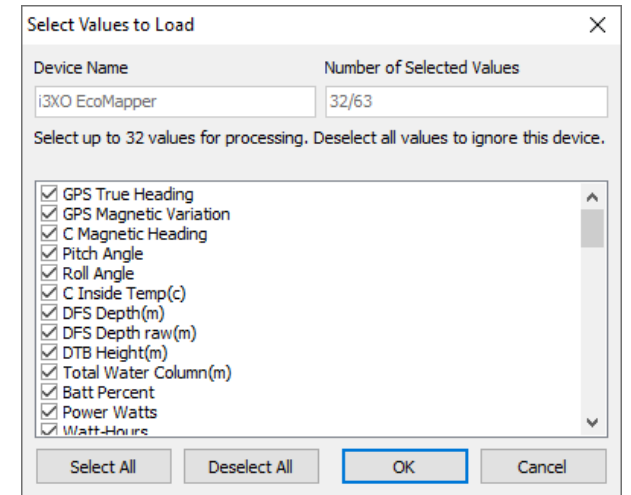 Select Values to Load
Device Name Number of Selected Values
i3XO EcoMapper 32/63
Select up to 32 values for processing. Deselect all values to ignore this device.
GPS True Heading
GPS Magnetic Variation
C Magnetic Heading
Pitch Angle
Roll Angle
C Inside Temp(c)
DFS Depth(m)
DFS Depth raw(m)
DTB Height(m)
Total Water Column(m)
Batt Percent
Power Watts
Watt-Hours
Select All Deselect All OK Cancel